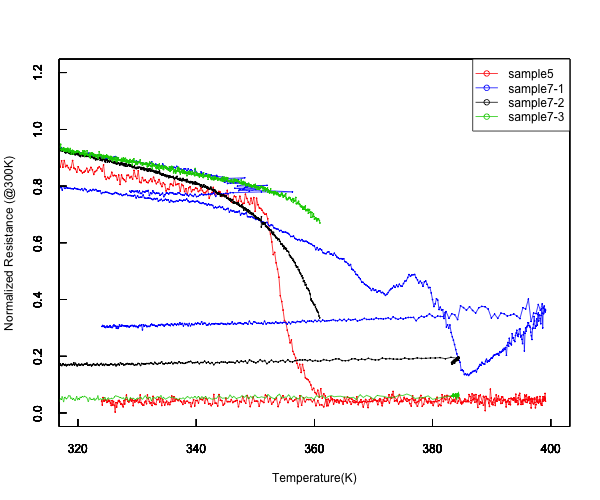 sample5
sample7-1
sample7-2
sample7-3
Normalized Resistance (@300K)
1.2
1.0
0.8
0.6
0.4
0.2
0.0
320 340 360 380 400
Temperature(K)